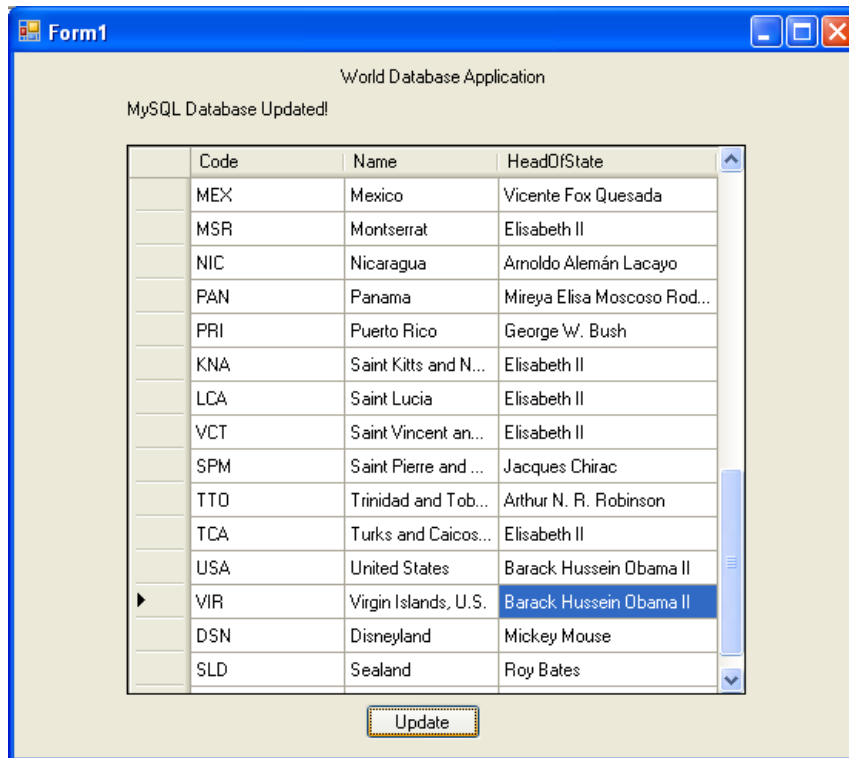 Form1
World Database Application
MySQL Database Updated!
Code Name HeadOfState
MEX Mexico Vicente Fox Quesada
MSR Montserrat Elisabeth II
NIC Nicaragua Arnoldo Alemán Lacayo
PAN Panama Mireya Elisa Moscoso Rod...
PRI Puerto Rico George W. Bush
KNA Saint Kitts and N... Elisabeth II
LCA Saint Lucia Elisabeth II
VCT Saint Vincent an... Elisabeth II
SPM Saint Pierre and ... Jacques Chirac
TTO Trinidad and Tob... Arthur N. R. Robinson
TCA Turks and Caicos... Elisabeth II
USA United States Barack Hussein Obama II
VIR Virgin Islands, U.S. Barack Hussein Obama II
DSN Disneyland Mickey Mouse
SLD Sealand Roy Bates
Update